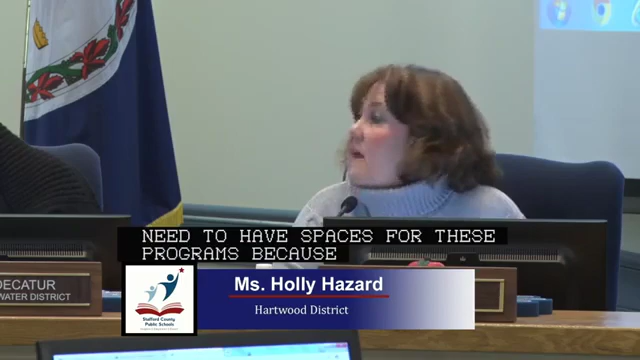 NEED TO HAVE SPACES FOR THESE
PROGRAMS BECAUSE
DECATUR
WATER DISTRICT
Stafford County
Public Schools
Ms. Holly Hazard
Hartwood District